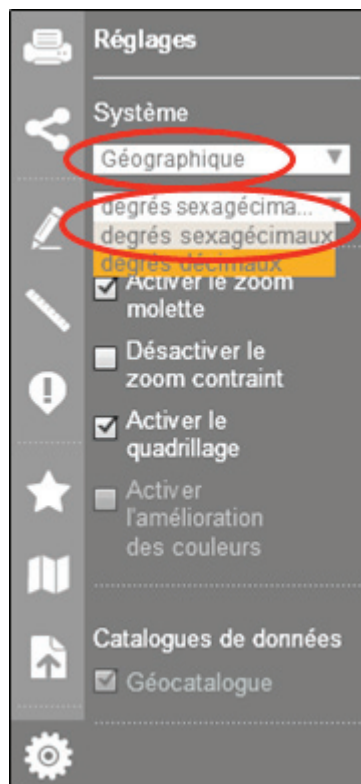 Réglages
Système
Géographique
degrés sexagécima...
degrés sexagécimaux
degrés décimaux
Activer le zoom
molette
Désactiver le
zoom contraint
Activer le
quadrillage
Activer
l'amélioration
des couleurs
Catalogues de données
Géocatalogue